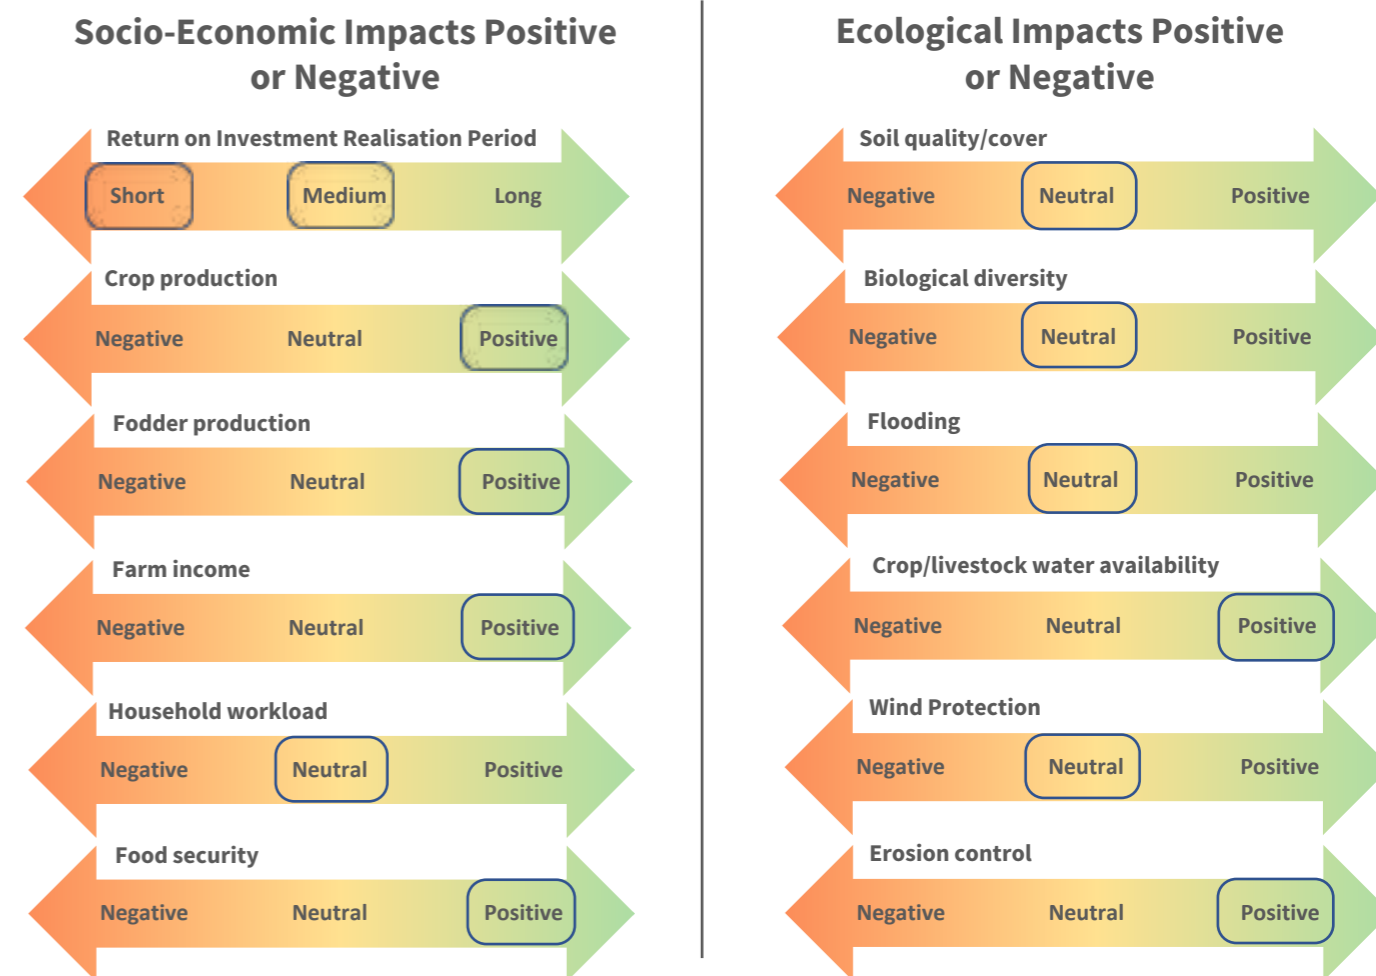 Socio-Economic Impacts Positive
or Negative
Return on Investment Realisation Period
Short Medium Long
Crop production
Negative Neutral Positive
Fodder production
Negative Neutral Positive
Farm income
Negative Neutral Positive
Household workload
Negative Neutral Positive
Food security
Negative Neutral Positive
Ecological Impacts Positive
or Negative
Soil quality/cover
Negative Neutral Positive
Biological diversity
Negative Neutral Positive
Flooding
Negative Neutral Positive
Crop/livestock water availability
Negative Neutral Positive
Wind Protection
Negative Neutral Positive
Erosion control
Negative Neutral Positive